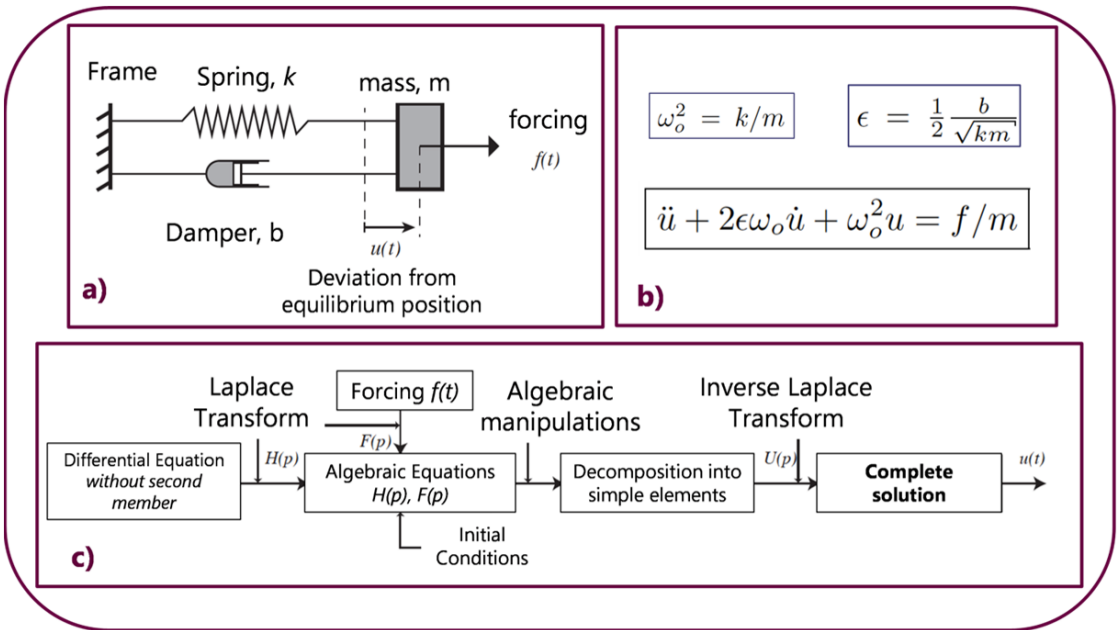 Frame
Spring, k
mass, m
forcing
f(t)
Damper, b
u(t)
Deviation from
equilibrium position
a)
ω_o^2 = k/m
ϵ = 1/2 b/√km
ü + 2ϵω_o u̇ + ω_o^2 u = f/m
b)
Laplace
Transform
Forcing f(t)
Algebraic
manipulations
Inverse Laplace
Transform
F(p)
Differential Equation
without second
member
H(p)
Algebraic Equations
H(p), F(p)
Decomposition into
simple elements
U(p)
Complete
solution
u(t)
Initial
Conditions
c)